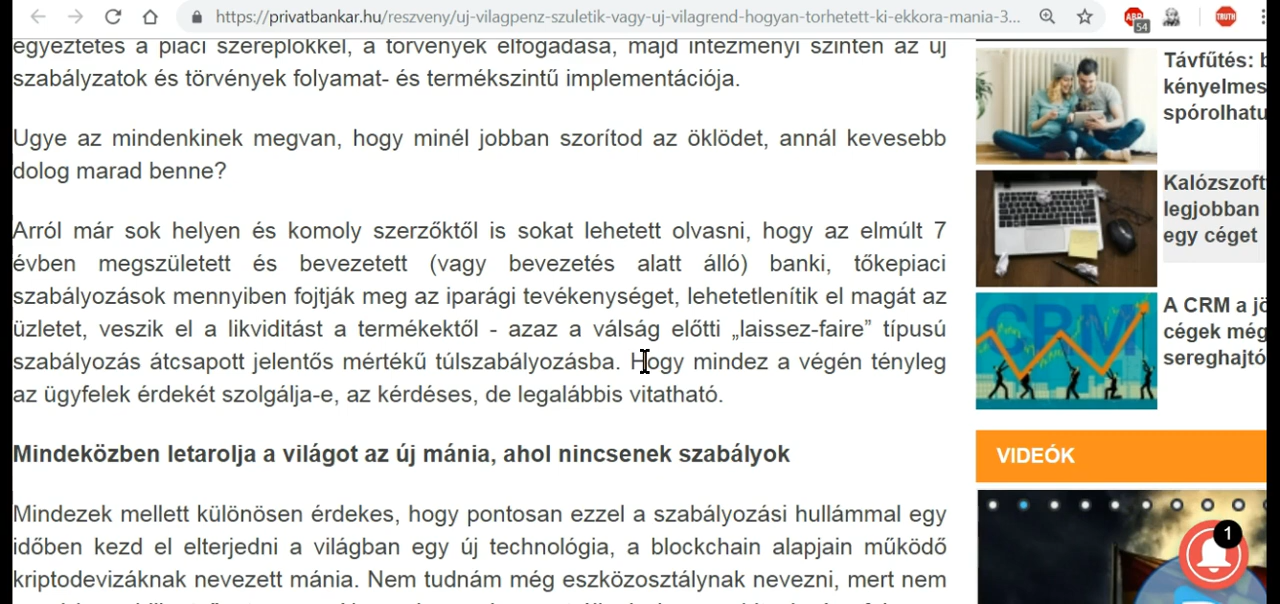 https://privatbankar.hu/reszveny/uj-vilagpenz-szuletik-vagy-uj-vilagrend-hogyan-torhetett-ki-ekkora-mania-3...
54
TRUTH
egyeztetés a piaci szereplőkkel, a törvények elfogadása, majd intézményi szinten az új
szabályzatok és törvények folyamat- és termékszintű implementációja.
Ugye az mindenkinek megvan, hogy minél jobban szorítod az öklödet, annál kevesebb
dolog marad benne?
Arról már sok helyen és komoly szerzőktől is sokat lehetett olvasni, hogy az elmúlt 7
évben megszületett és bevezetett (vagy bevezetés alatt álló) banki, tőkepiaci
szabályozások mennyiben fojtják meg az iparági tevékenységet, lehetetlenítik el magát az
üzletet, veszik el a likviditást a termékektől - azaz a válság előtti „laissez-faire” típusú
szabályozás átcsapott jelentős mértékű túlszabályozásba. Hogy mindez a végén tényleg
az ügyfelek érdekét szolgálja-e, az kérdéses, de legalábbis vitatható.
Mindeközben letarolja a világot az új mánia, ahol nincsenek szabályok
Mindezek mellett különösen érdekes, hogy pontosan ezzel a szabályozási hullámmal egy
időben kezd el elterjedni a világban egy új technológia, a blockchain alapjain működő
kriptodevizáknak nevezett mánia. Nem tudnám még eszközosztálynak nevezni, mert nem
Távfűtés: b
kényelmes
spórolhatu
Kalózszoft
legjobban
egy céget
CRM
A CRM a jö
cégek még
sereghajtó
VIDEÓK
1